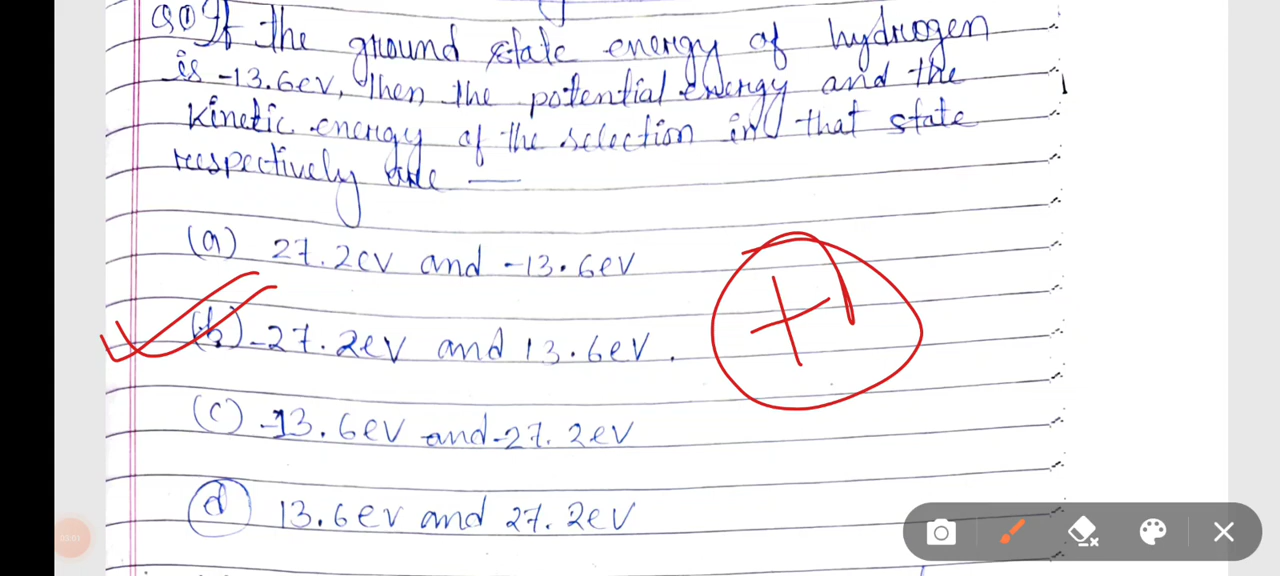 Q01 If the ground state energy of hydrogen
is -13.6ev, Then the potential energy and the
Kinetic energy of the selection in that state
respectively are —
(a) 27.2ev and -13.6ev
(b) -27.2ev and 13.6ev.
(c) -13.6ev and -27.2ev
(d) 13.6ev and 27.2ev
+1